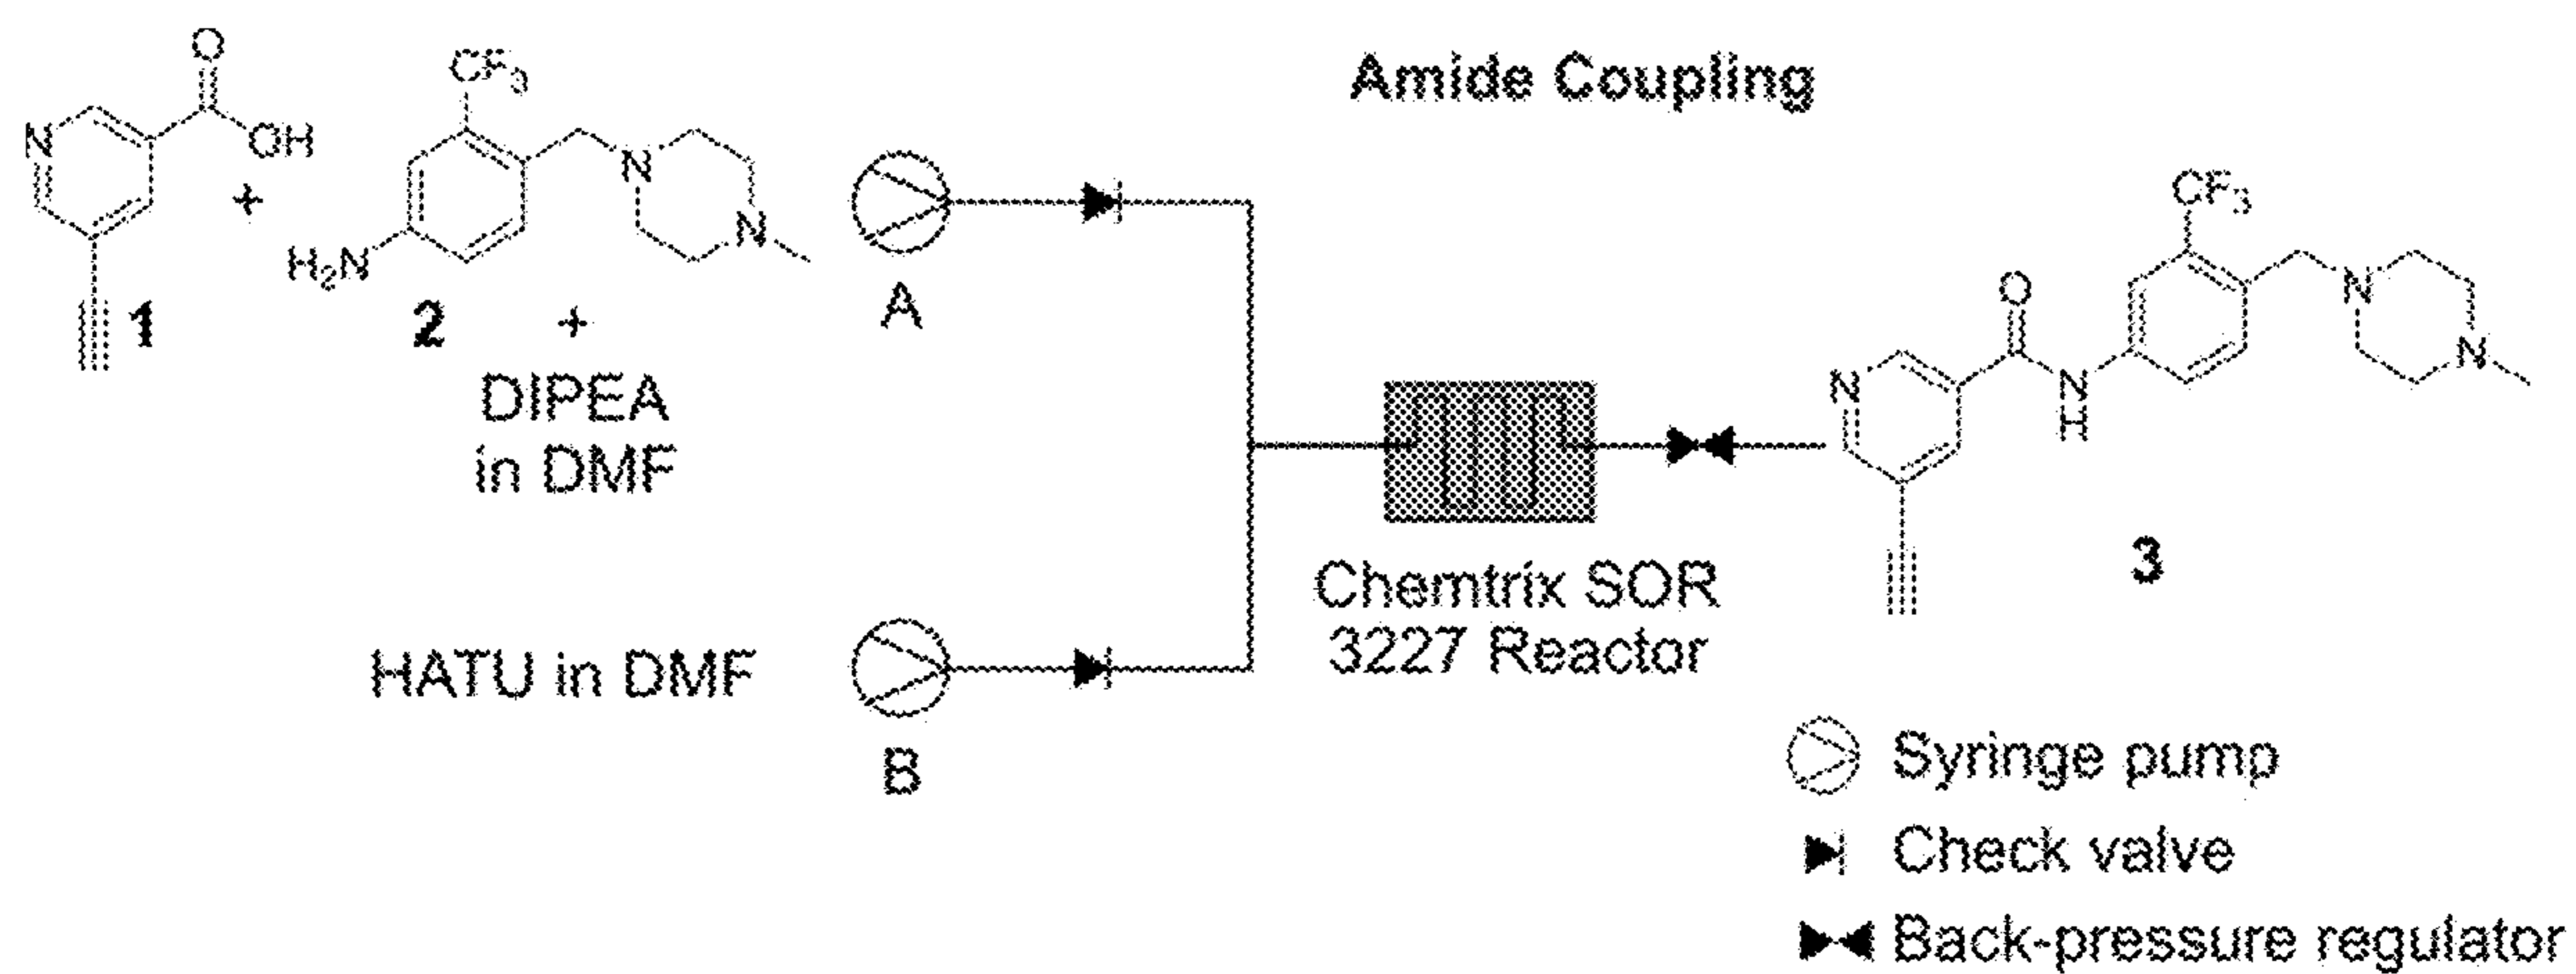 Amide Coupling
O
OH
N
+
1
CF3
N
N
H2N
2
+
DIPEA
in DMF
A
HATU in DMF
B
Chemtrix SOR
3227 Reactor
CF3
O
N
N
H
N
N
3
Syringe pump
Check valve
Back-pressure regulator